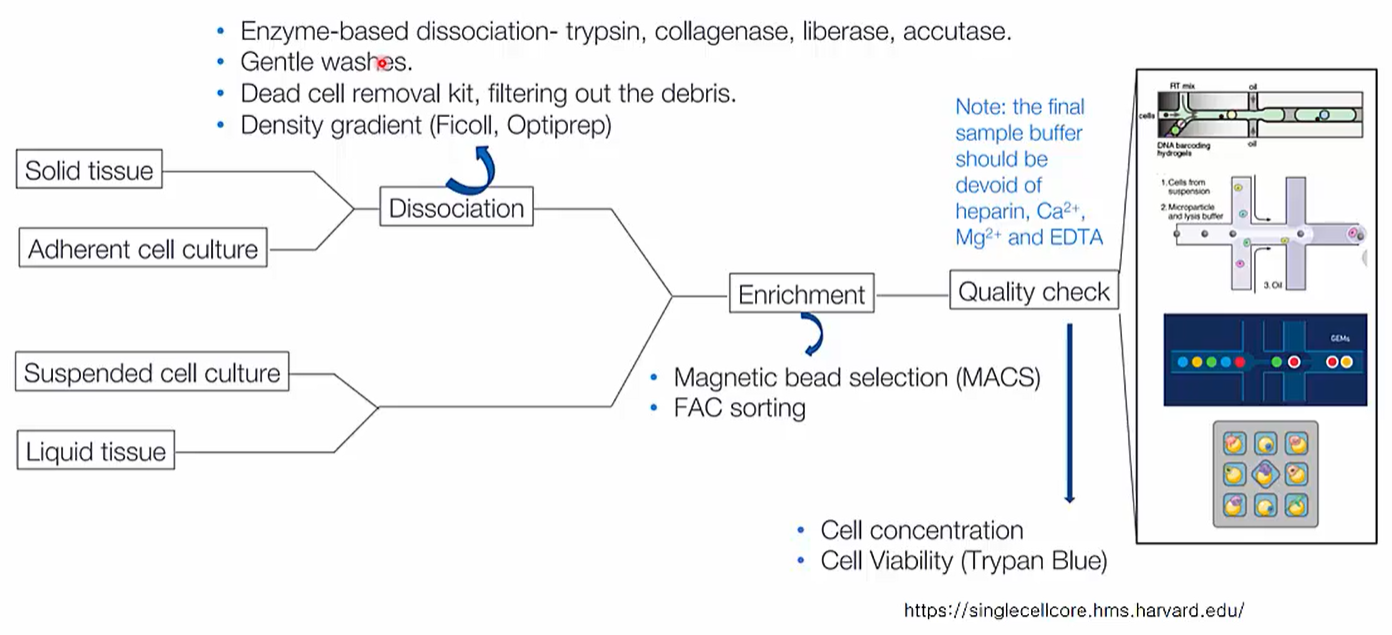 • Enzyme-based dissociation- trypsin, collagenase, liberase, accutase.
• Gentle washes.
• Dead cell removal kit, filtering out the debris.
• Density gradient (Ficoll, Optiprep)
Solid tissue
Adherent cell culture
Dissociation
Suspended cell culture
Liquid tissue
Enrichment
• Magnetic bead selection (MACS)
• FAC sorting
Note: the final
sample buffer
should be
devoid of
heparin, Ca²⁺,
Mg²⁺ and EDTA
Quality check
• Cell concentration
• Cell Viability (Trypan Blue)
RT mix
oil
cells
DNA barcoding
hydrogels
oil
1. Cells from
suspension
2. Microparticle
and lysis buffer
3. Oil
GEMs
https://singlecellcore.hms.harvard.edu/